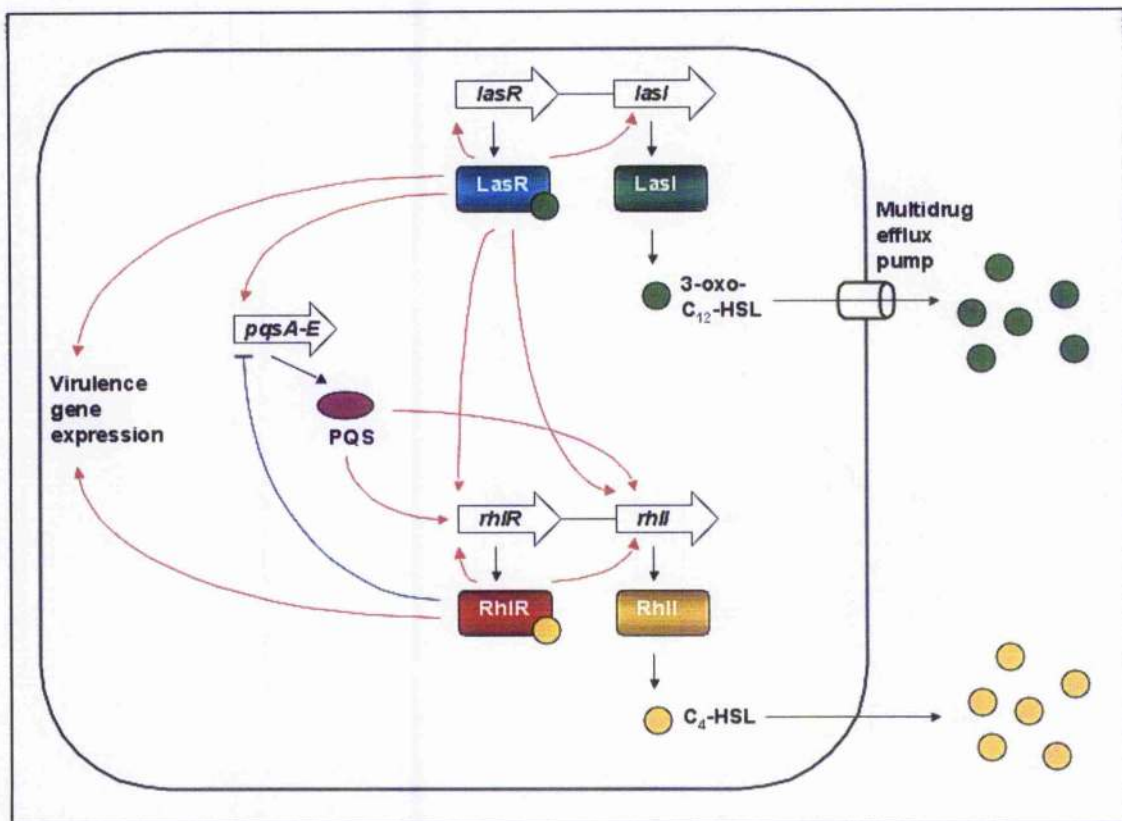 lasR
lasI
LasR
LasI
Multidrug
efflux
pump
3-oxo-
C12-HSL
pqsA-E
Virulence
gene
expression
PQS
rhlR
rhlI
RhlR
RhlI
C4-HSL